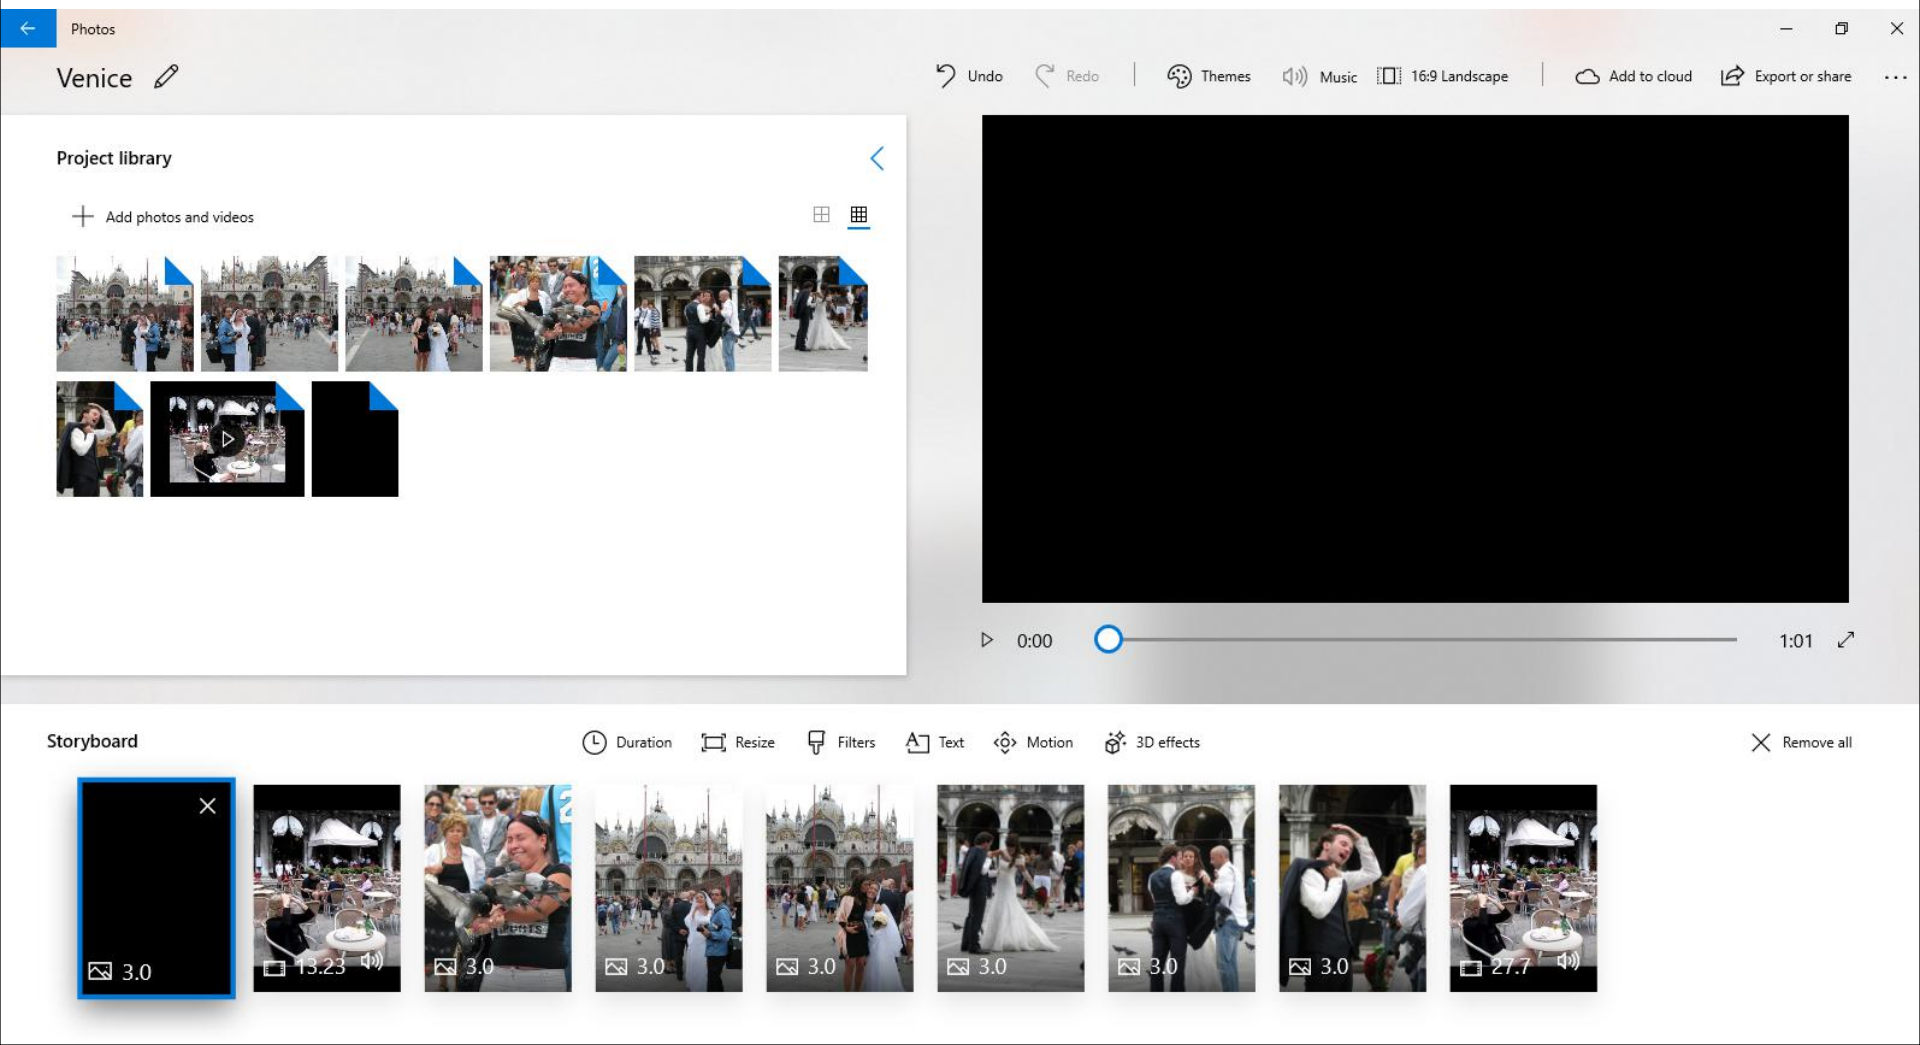 Photos
Venice
Undo
Redo
Themes
Music
16:9 Landscape
Add to cloud
Export or share
Project library
Add photos and videos
0:00
1:01
Storyboard
Duration
Resize
Filters
Text
Motion
3D effects
Remove all
3.0
13.23
3.0
3.0
3.0
3.0
3.0
3.0
27.7